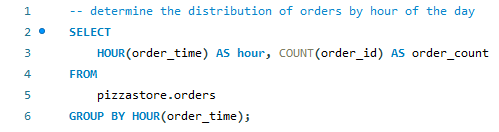 1 -- determine the distribution of orders by hour of the day
2 SELECT
3 HOUR(order_time) AS hour, COUNT(order_id) AS order_count
4 FROM
5 pizzastore.orders
6 GROUP BY HOUR(order_time);